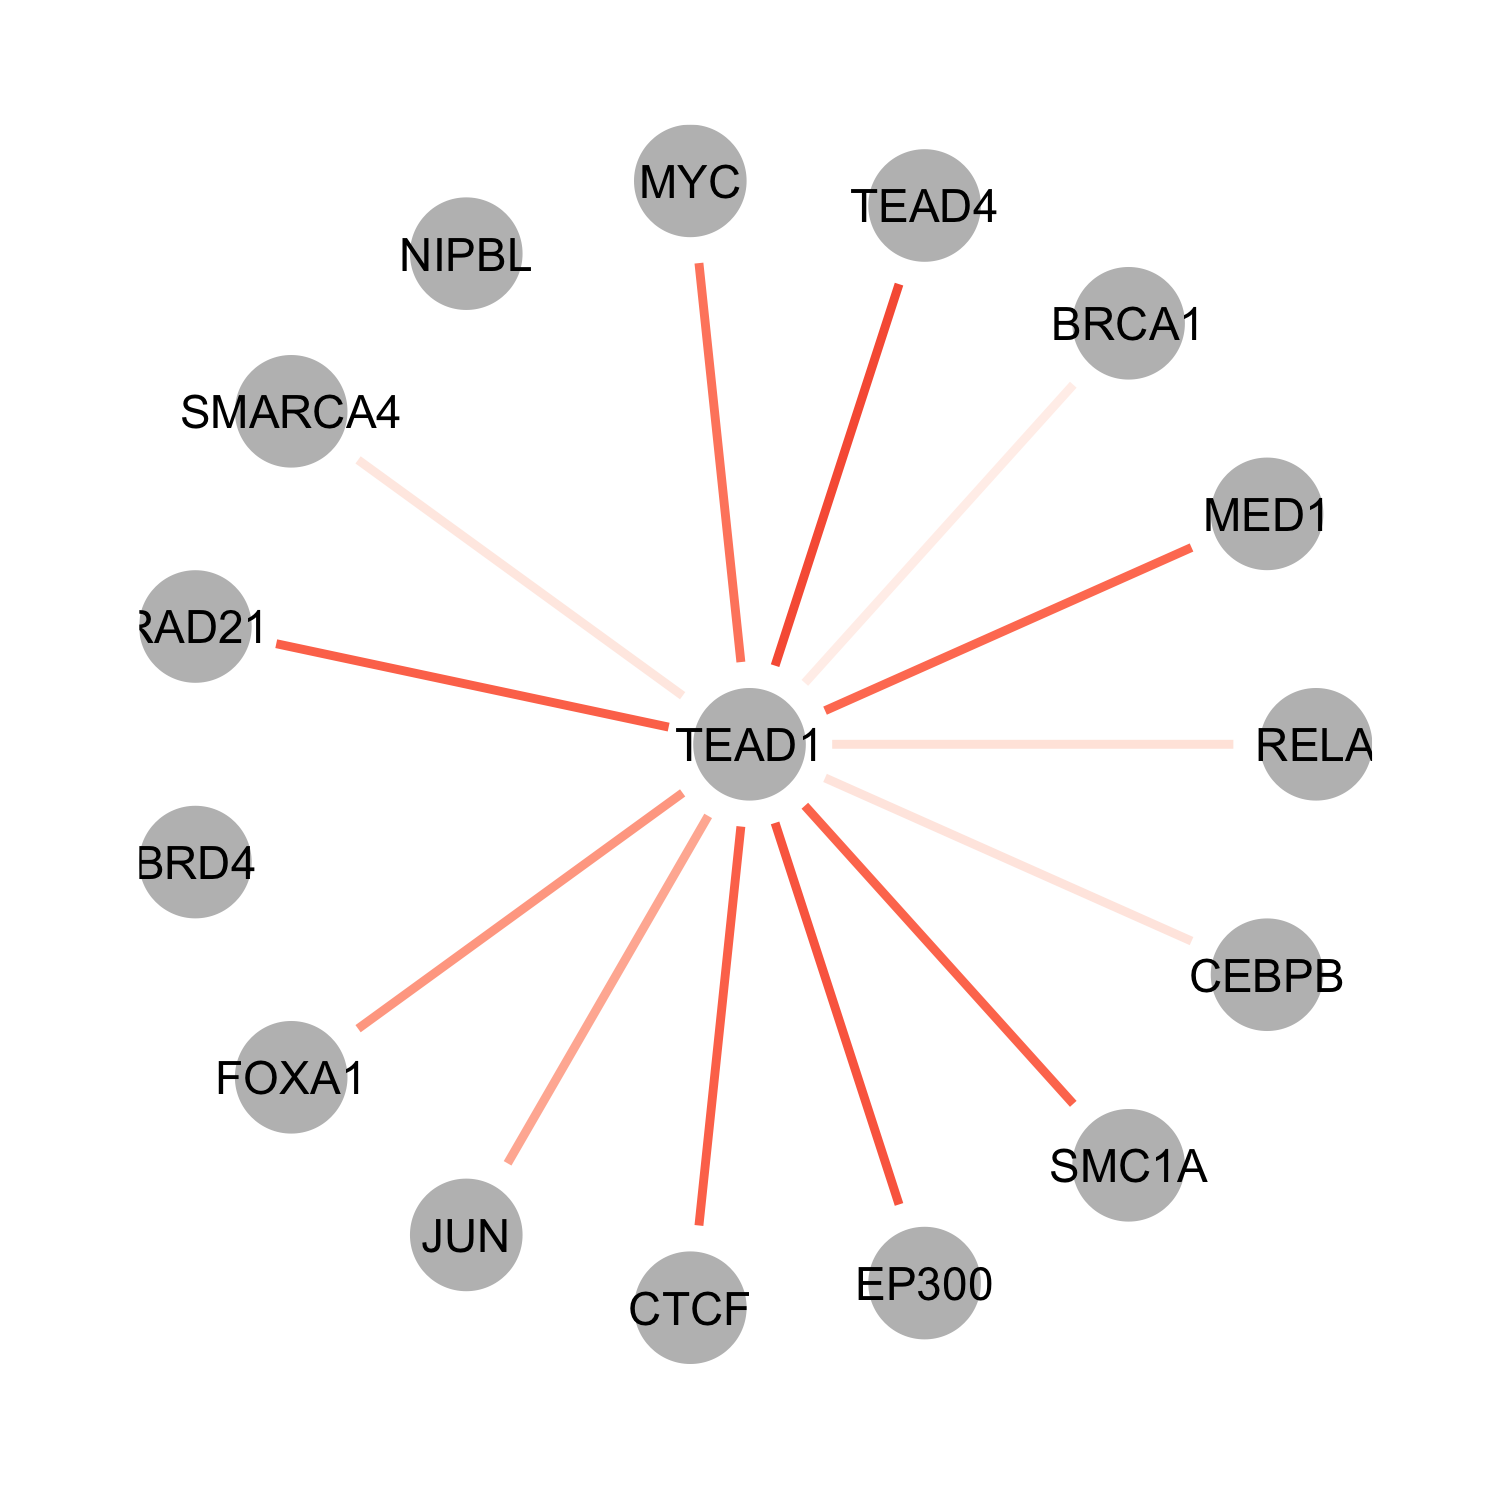 MYC
TEAD4
NIPBL
BRCA1
SMARCA4
MED1
RAD21
TEAD1
RELA
BRD4
CEBPB
FOXA1
SMC1A
JUN
EP300
CTCF